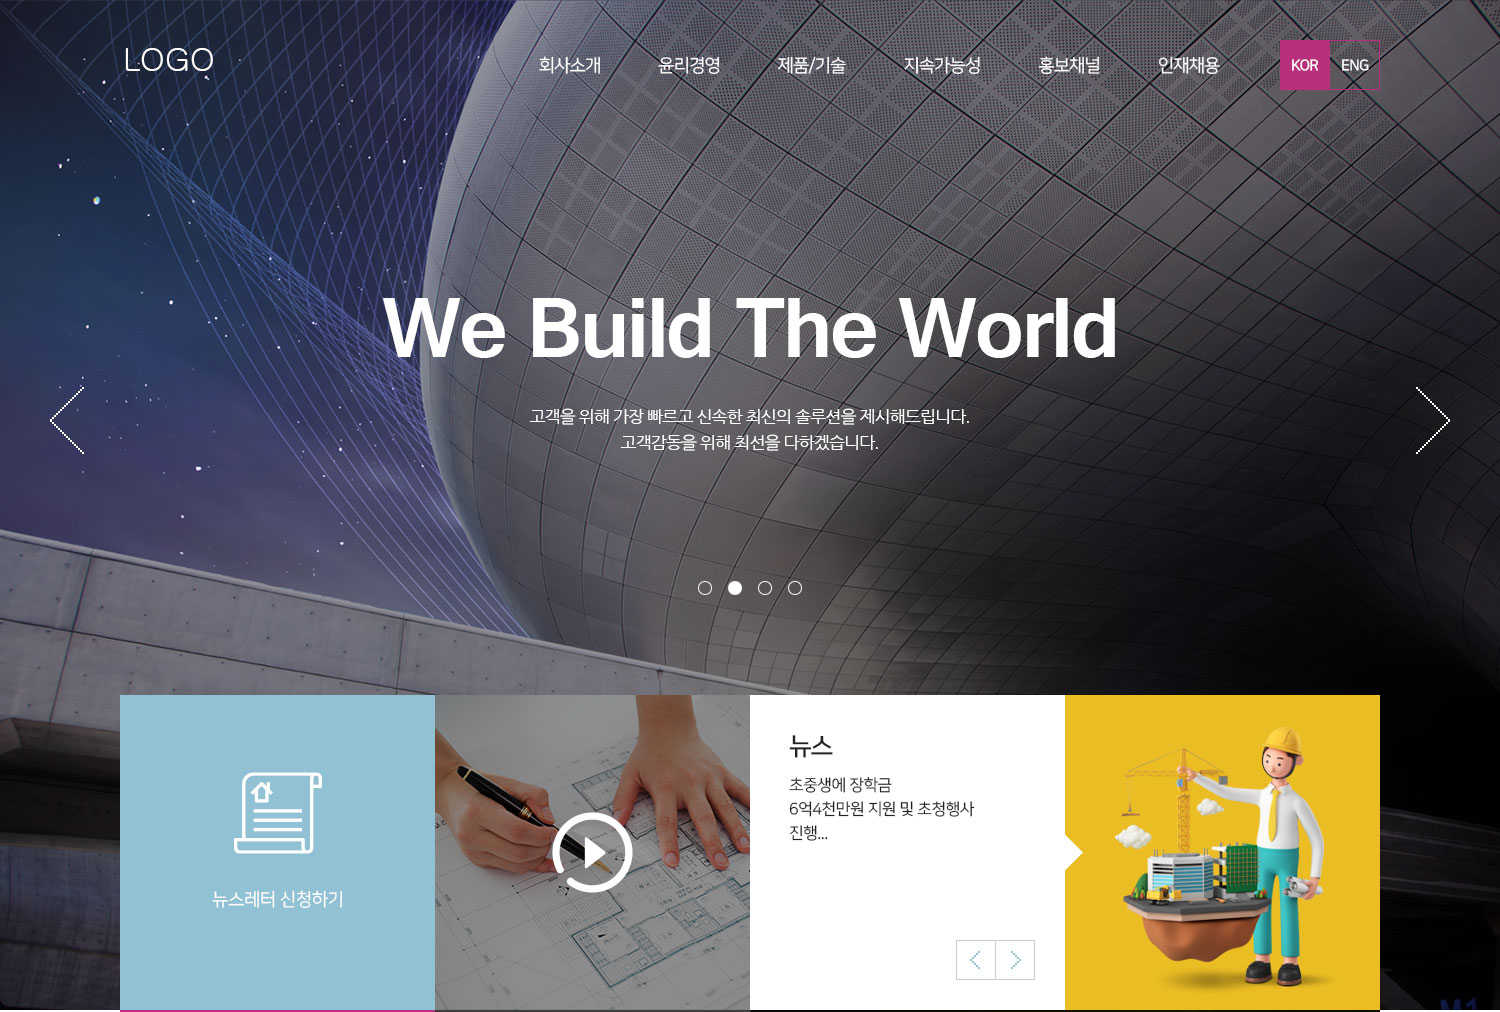 LOGO
회사소개
윤리경영
제품/기술
지속가능성
홍보채널
인재채용
KOR
ENG
We Build The World
고객을 위해 가장 빠르고 신속한 최신의 솔루션을 제시해드립니다.
고객감동을 위해 최선을 다하겠습니다.
뉴스레터 신청하기
뉴스
초중생에 장학금
6억4천만원 지원 및 초청행사
진행...
M1